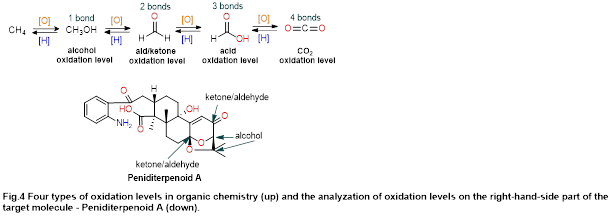 1 bond 2 bonds 3 bonds 4 bonds
CH4 [O] [H] CH3OH [O] [H] O H H [O] [H] O H OH [O] [H] O=C=O
alcohol oxidation level ald/ketone oxidation level acid oxidation level CO2 oxidation level
O H OH ketone/aldehyde
HO O
NH2 O alcohol
O
O
ketone/aldehyde
Peniditerpenoid A
Fig.4 Four types of oxidation levels in organic chemistry (up) and the analyzation of oxidation levels on the right-hand-side part of the
target molecule - Peniditerpenoid A (down).